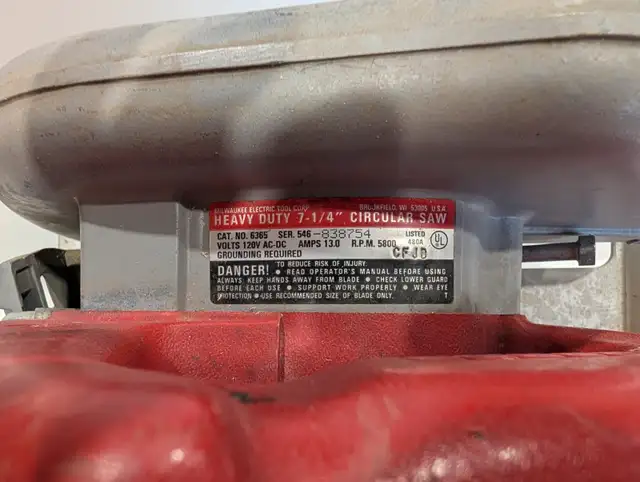 MILWAUKEE ELECTRIC TOOL CORP. BROOKFIELD, WI 53005 U.S.A.
HEAVY DUTY 7-1/4" CIRCULAR SAW
CAT. NO. 6365 SER. 546-838754 LISTED
VOLTS 120V AC-DC AMPS 13.0 R.P.M. 5800 480A UL
GROUNDING REQUIRED CFJD
TO REDUCE RISK OF INJURY:
DANGER! • READ OPERATOR'S MANUAL BEFORE USING
ALWAYS KEEP HANDS AWAY FROM BLADE • CHECK LOWER GUARD
BEFORE EACH USE • SUPPORT WORK PROPERLY • WEAR EYE
PROTECTION • USE RECOMMENDED SIZE OF BLADE ONLY. T